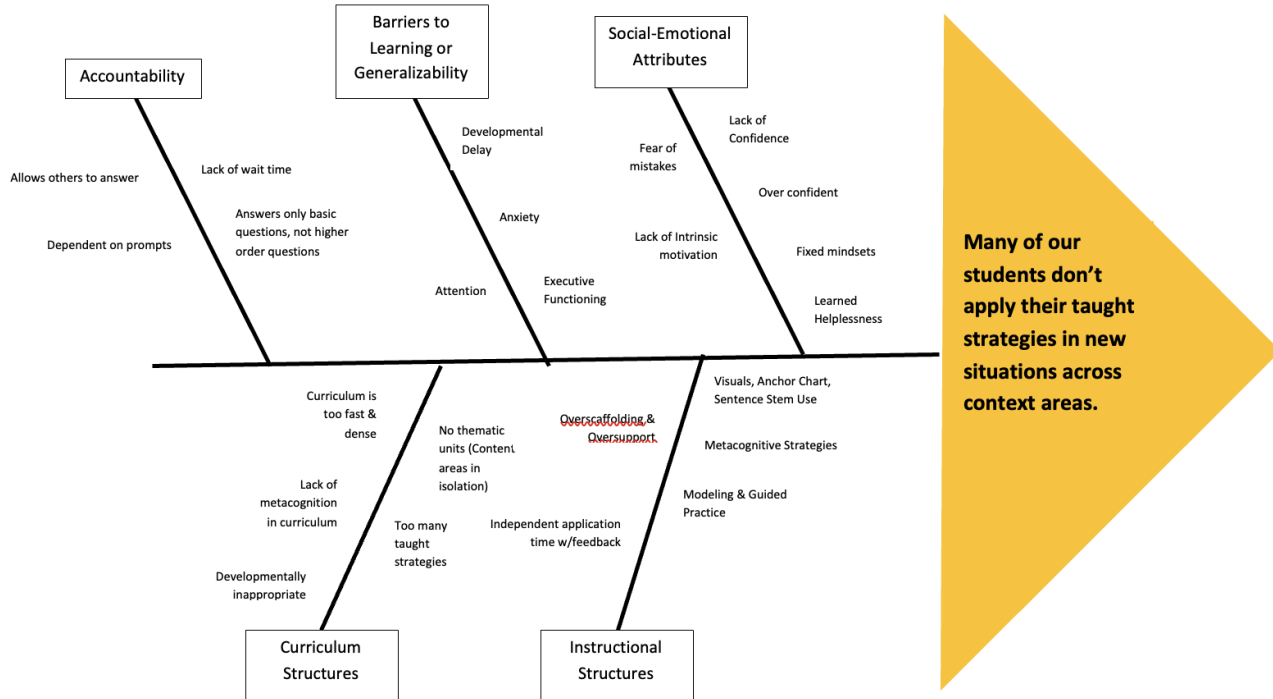 Accountability
Barriers to
Learning or
Generalizability
Social-Emotional
Attributes
Allows others to answer
Dependent on prompts
Lack of wait time
Answers only basic
questions, not higher
order questions
Developmental
Delay
Anxiety
Attention
Executive
Functioning
Fear of
mistakes
Lack of Intrinsic
motivation
Lack of
Confidence
Over confident
Fixed mindsets
Learned
Helplessness
Many of our
students don’t
apply their taught
strategies in new
situations across
context areas.
Curriculum is
too fast &
dense
Lack of
metacognition
in curriculum
Developmentally
inappropriate
No thematic
units (Content
areas in
isolation)
Too many
taught
strategies
Overscaffolding &
Oversupport
Independent application
time w/feedback
Visuals, Anchor Chart,
Sentence Stem Use
Metacognitive Strategies
Modeling & Guided
Practice
Curriculum
Structures
Instructional
Structures